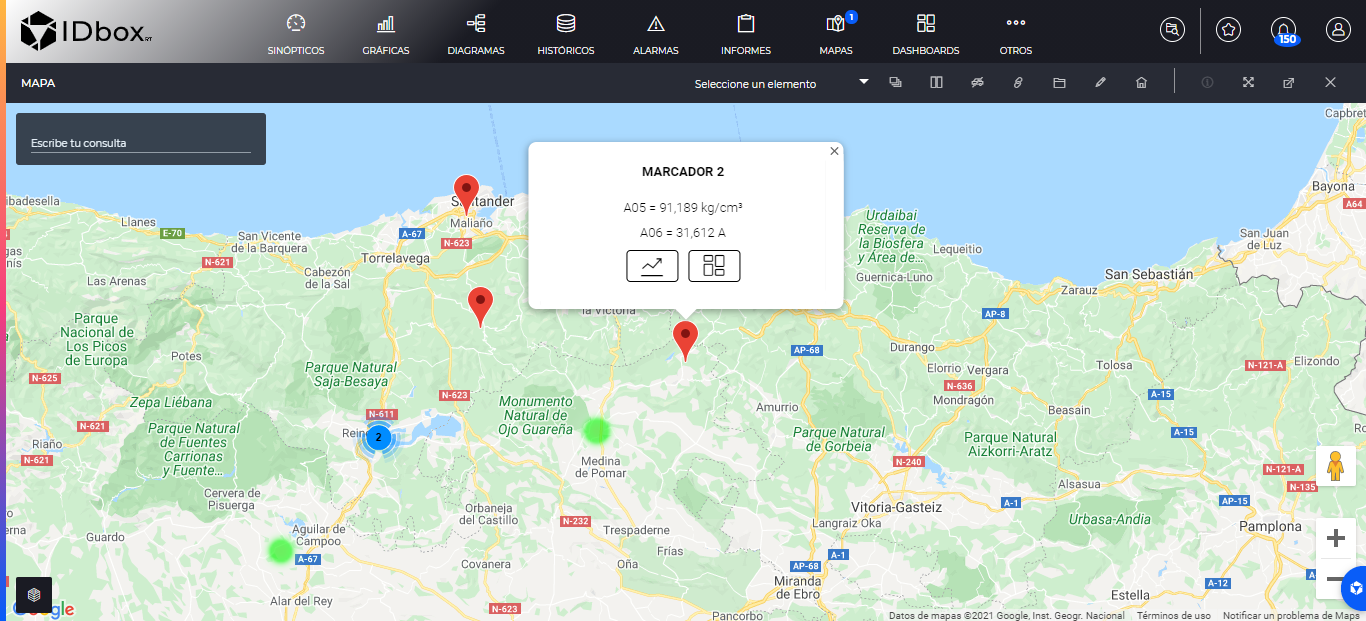 IDbox RT
SINÓPTICOS
GRÁFICAS
DIAGRAMAS
HISTÓRICOS
ALARMAS
INFORMES
MAPAS
1
DASHBOARDS
OTROS
150
MAPA
Seleccione un elemento
Escribe tu consulta
MARCADOR 2
A05 = 91,189 kg/cm³
A06 = 31,612 A
Capbret
Bayona
A64
ibadesella
Llanes
E-70
San Vicente
de la Barquera
N-621
Santander
Maliaño
A-67
N-623
Torrelavega
Cabezón
de la Sal
Las Arenas
Urdaibai
Reserva de
la Biosfera
y Área de...
Lequeitio
Guernica-Luno
San Juan
de Luz
San Sebastián
Zarauz
AP-8
la Victoria
Parque
Nacional de
Los Picos
de Europa
Potes
N-625
Parque Natural
Saja-Besaya
AP-68
Durango
Elorrio
Vergara
N-636
Mondragón
Tolosa
N-121-A
Elizondo
A-15
Beasain
Zepa Liébana
N-621
N-611
N-623
Monumento
Natural de
Ojo Guareña
Amurrio
Riaño
N-621
Parque Natural
de Fuentes
Carrionas
y Fuente...
2
Medina
de Pomar
Parque Natural
de Gorbeia
N-240
Parque Natural
Aizkorri-Aratz
A-15
Alsasua
N-121-A
N-135
Cervera de
Pisuerga
Orbaneja
del Castillo
N-232
Trespaderne
Vitoria-Gasteiz
Langraiz Oka
A-1
Urbasa-Andia
AP-15
Pamplona
Guardo
Aguilar de
Campoo
A-67
Covanera
Frías
Oña
A-1
AP-68
Miranda
de Ebro
A-12
Estella
Alar del Rey
N-623
Pancorbo
Google
Datos de mapas ©2021 Google, Inst. Geogr. Nacional
Términos de uso
Notificar un problema de Maps